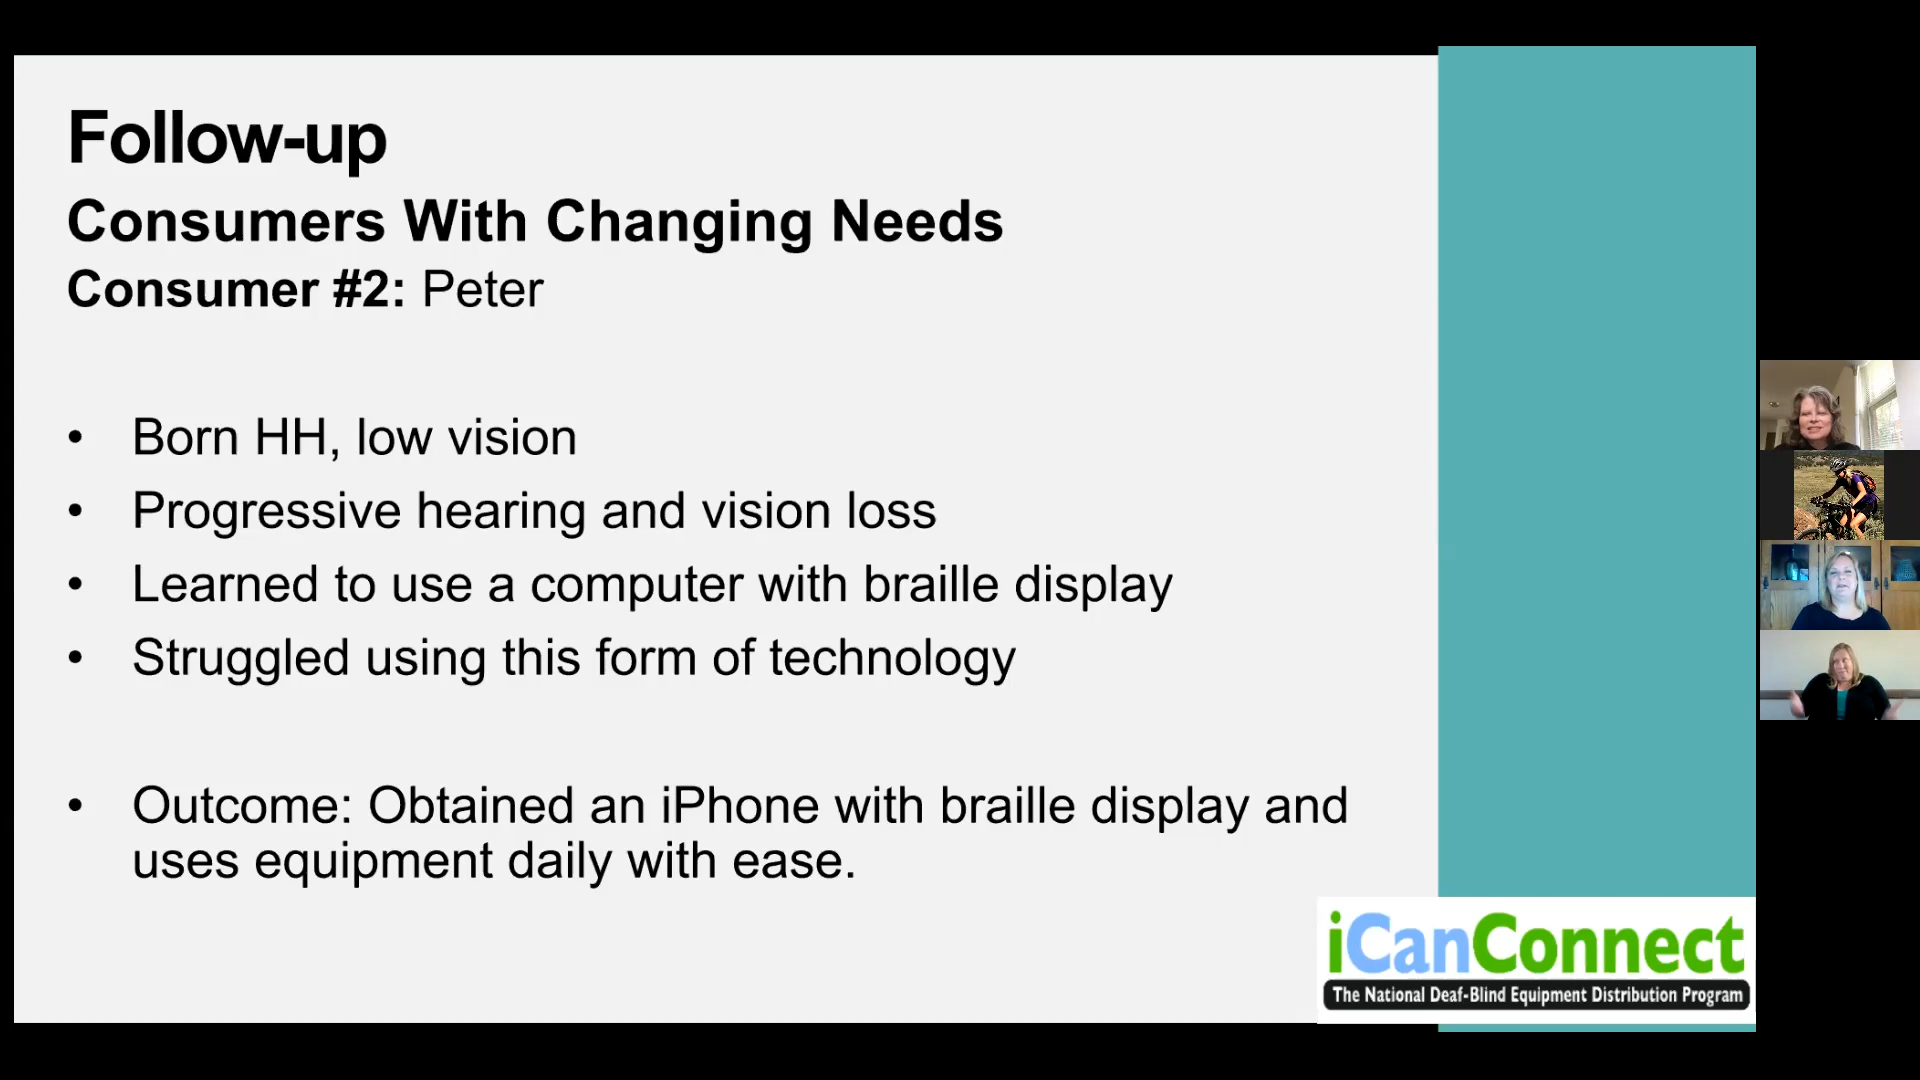 Follow-up
Consumers With Changing Needs
Consumer #2: Peter
• Born HH, low vision
• Progressive hearing and vision loss
• Learned to use a computer with braille display
• Struggled using this form of technology
• Outcome: Obtained an iPhone with braille display and
uses equipment daily with ease.
iCanConnect
The National Deaf-Blind Equipment Distribution Program